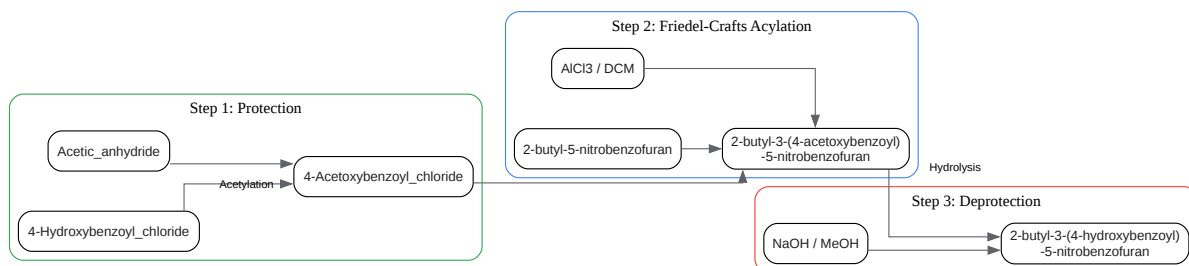 Step 1: Protection
Acetic_anhydride
4-Hydroxybenzoyl_chloride
Acetylation
4-Acetoxybenzoyl_chloride
Step 2: Friedel-Crafts Acylation
AlCl3 / DCM
2-butyl-5-nitrobenzofuran
2-butyl-3-(4-acetoxybenzoyl)
-5-nitrobenzofuran
Hydrolysis
Step 3: Deprotection
NaOH / MeOH
2-butyl-3-(4-hydroxybenzoyl)
-5-nitrobenzofuran